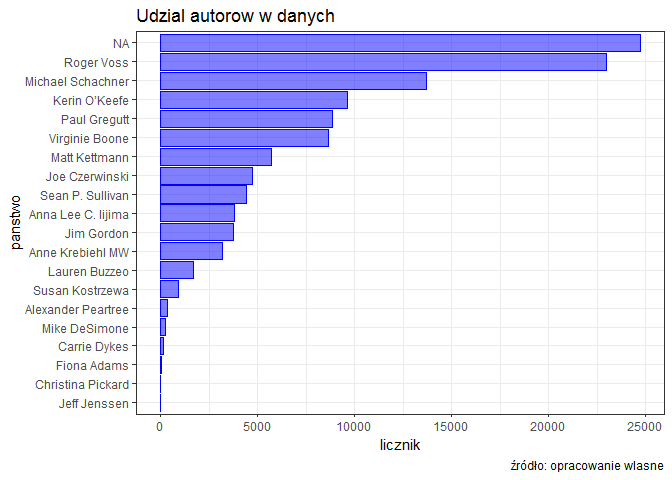 Udzial autorow w danych
NA
Roger Voss
Michael Schachner
Kerin O'Keefe
Paul Gregutt
Virginie Boone
Matt Kettmann
Joe Czerwinski
Sean P. Sullivan
Anna Lee C. Iijima
Jim Gordon
Anne Krebiehl MW
Lauren Buzzeo
Susan Kostrzewa
Alexander Peartree
Mike DeSimone
Carrie Dykes
Fiona Adams
Christina Pickard
Jeff Jenssen
panstwo
0 5000 10000 15000 20000 25000
licznik
źródło: opracowanie wlasne